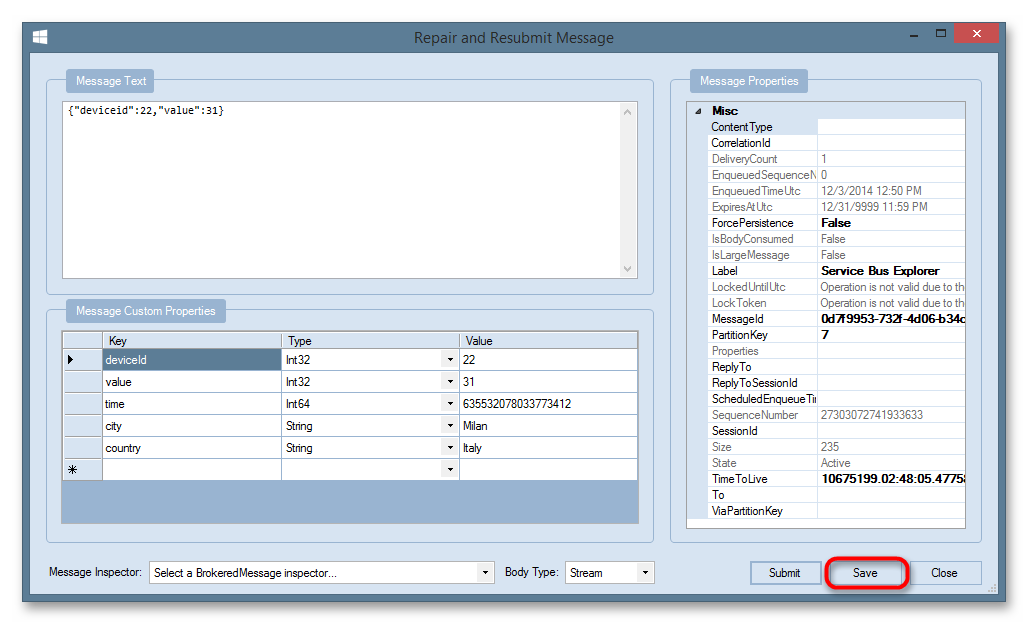 Repair and Resubmit Message
Message Text
{"deviceid":22,"value":31}
Message Custom Properties
Key Type Value
deviceId Int32 22
value Int32 31
time Int64 635532078033773412
city String Milan
country String Italy
Message Properties
Misc
ContentType
CorrelationId
DeliveryCount 1
EnqueuedSequenceN 0
EnqueuedTimeUtc 12/3/2014 12:50 PM
ExpiresAtUtc 12/31/9999 11:59 PM
ForcePersistence False
IsBodyConsumed False
IsLargeMessage False
Label Service Bus Explorer
LockedUntilUtc Operation is not valid due to th
LockToken Operation is not valid due to th
MessageId 0d7f9953-732f-4d06-b34c
PartitionKey 7
Properties
ReplyTo
ReplyToSessionId
ScheduledEnqueueTi
SequenceNumber 27303072741933633
SessionId
Size 235
State Active
TimeToLive 10675199.02:48:05.47758
To
ViaPartitionKey
Message Inspector: Select a BrokeredMessage inspector... Body Type: Stream Submit Save Close